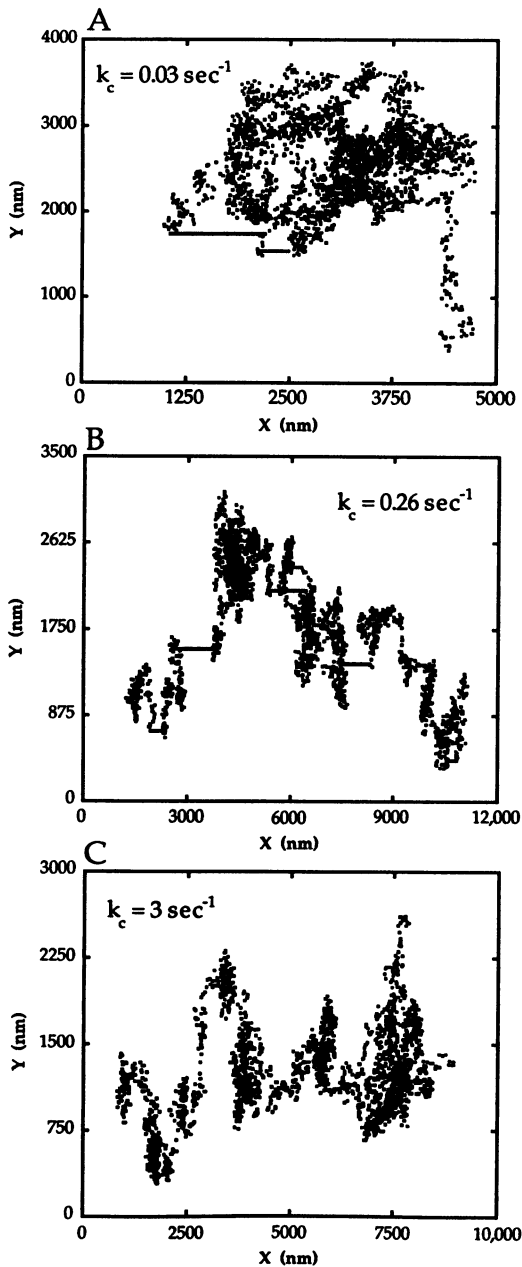 A
4000
k_c = 0.03 sec⁻¹
3000
Y (nm)
2000
1000
0
0 1250 2500 3750 5000
X (nm)
B
3500
k_c = 0.26 sec⁻¹
2625
Y (nm)
1750
875
0
0 3000 6000 9000 12,000
X (nm)
C
3000
k_c = 3 sec⁻¹
2250
Y (nm)
1500
750
0
0 2500 5000 7500 10,000
X (nm)